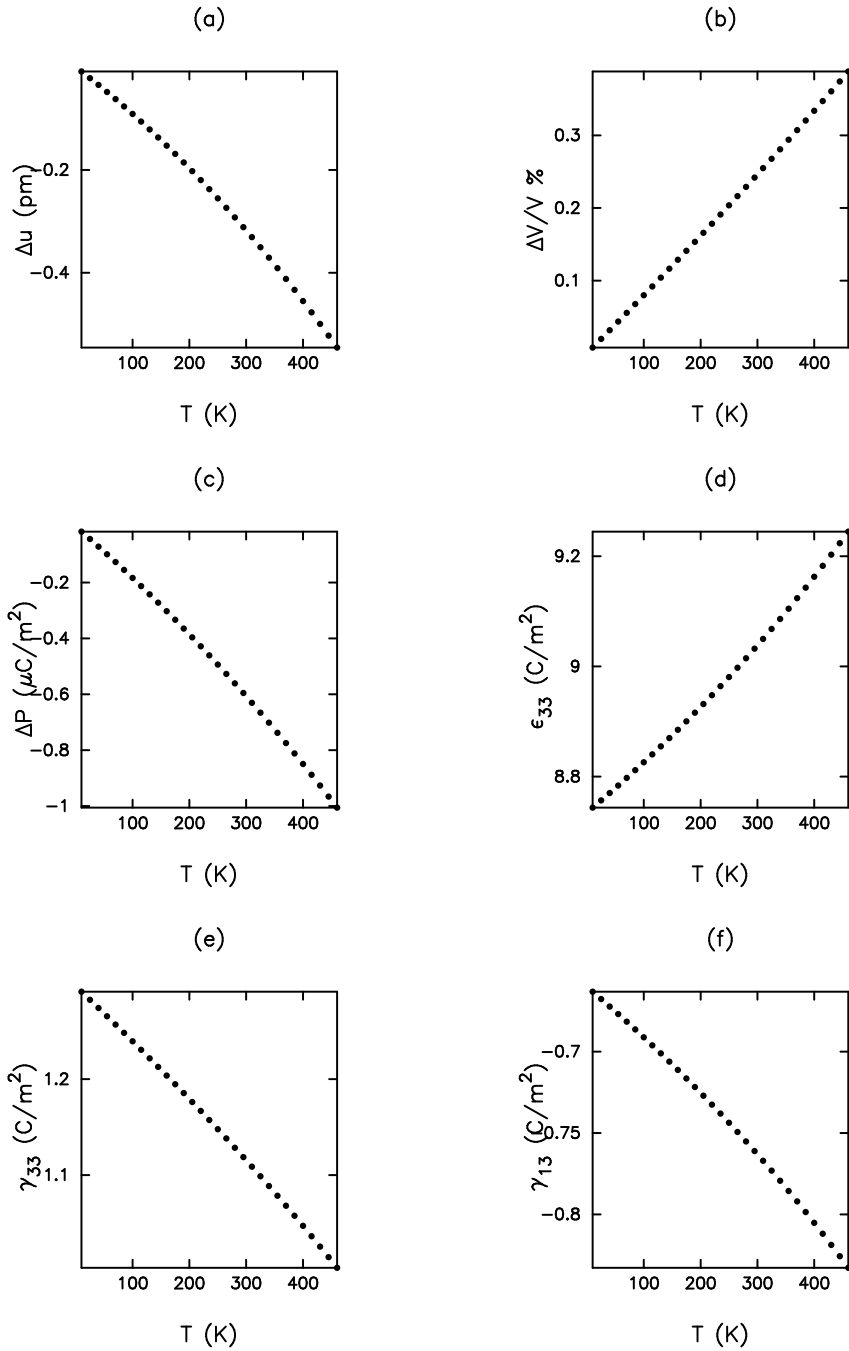 (a)
Δu (pm)
-0.2
-0.4
100 200 300 400
T (K)
(b)
ΔV/V %
0.3
0.2
0.1
100 200 300 400
T (K)
(c)
ΔP (μC/m²)
-0.2
-0.4
-0.6
-0.8
-1
100 200 300 400
T (K)
(d)
ϵ₃₃ (C/m²)
9.2
9
8.8
100 200 300 400
T (K)
(e)
γ₃₃ (C/m²)
1.2
1.1
100 200 300 400
T (K)
(f)
γ₁₃ (C/m²)
-0.7
-0.75
-0.8
100 200 300 400
T (K)